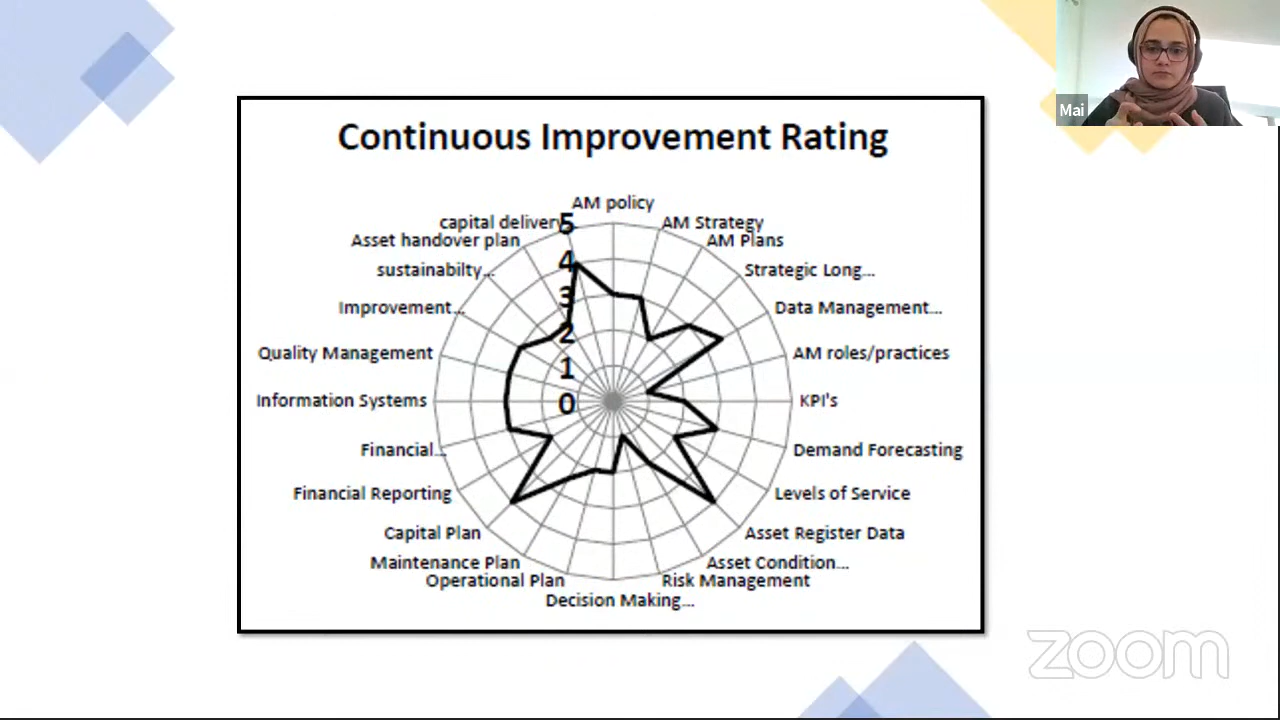 Mai
Continuous Improvement Rating
AM policy
AM Strategy
AM Plans
Strategic Long...
Data Management...
AM roles/practices
KPI's
Demand Forecasting
Levels of Service
Asset Register Data
Asset Condition...
Risk Management
Decision Making...
Operational Plan
Maintenance Plan
Capital Plan
Financial Reporting
Financial...
Information Systems
Quality Management
Improvement...
sustainabilty...
Asset handover plan
capital delivery
5
4
3
2
1
0
zoom